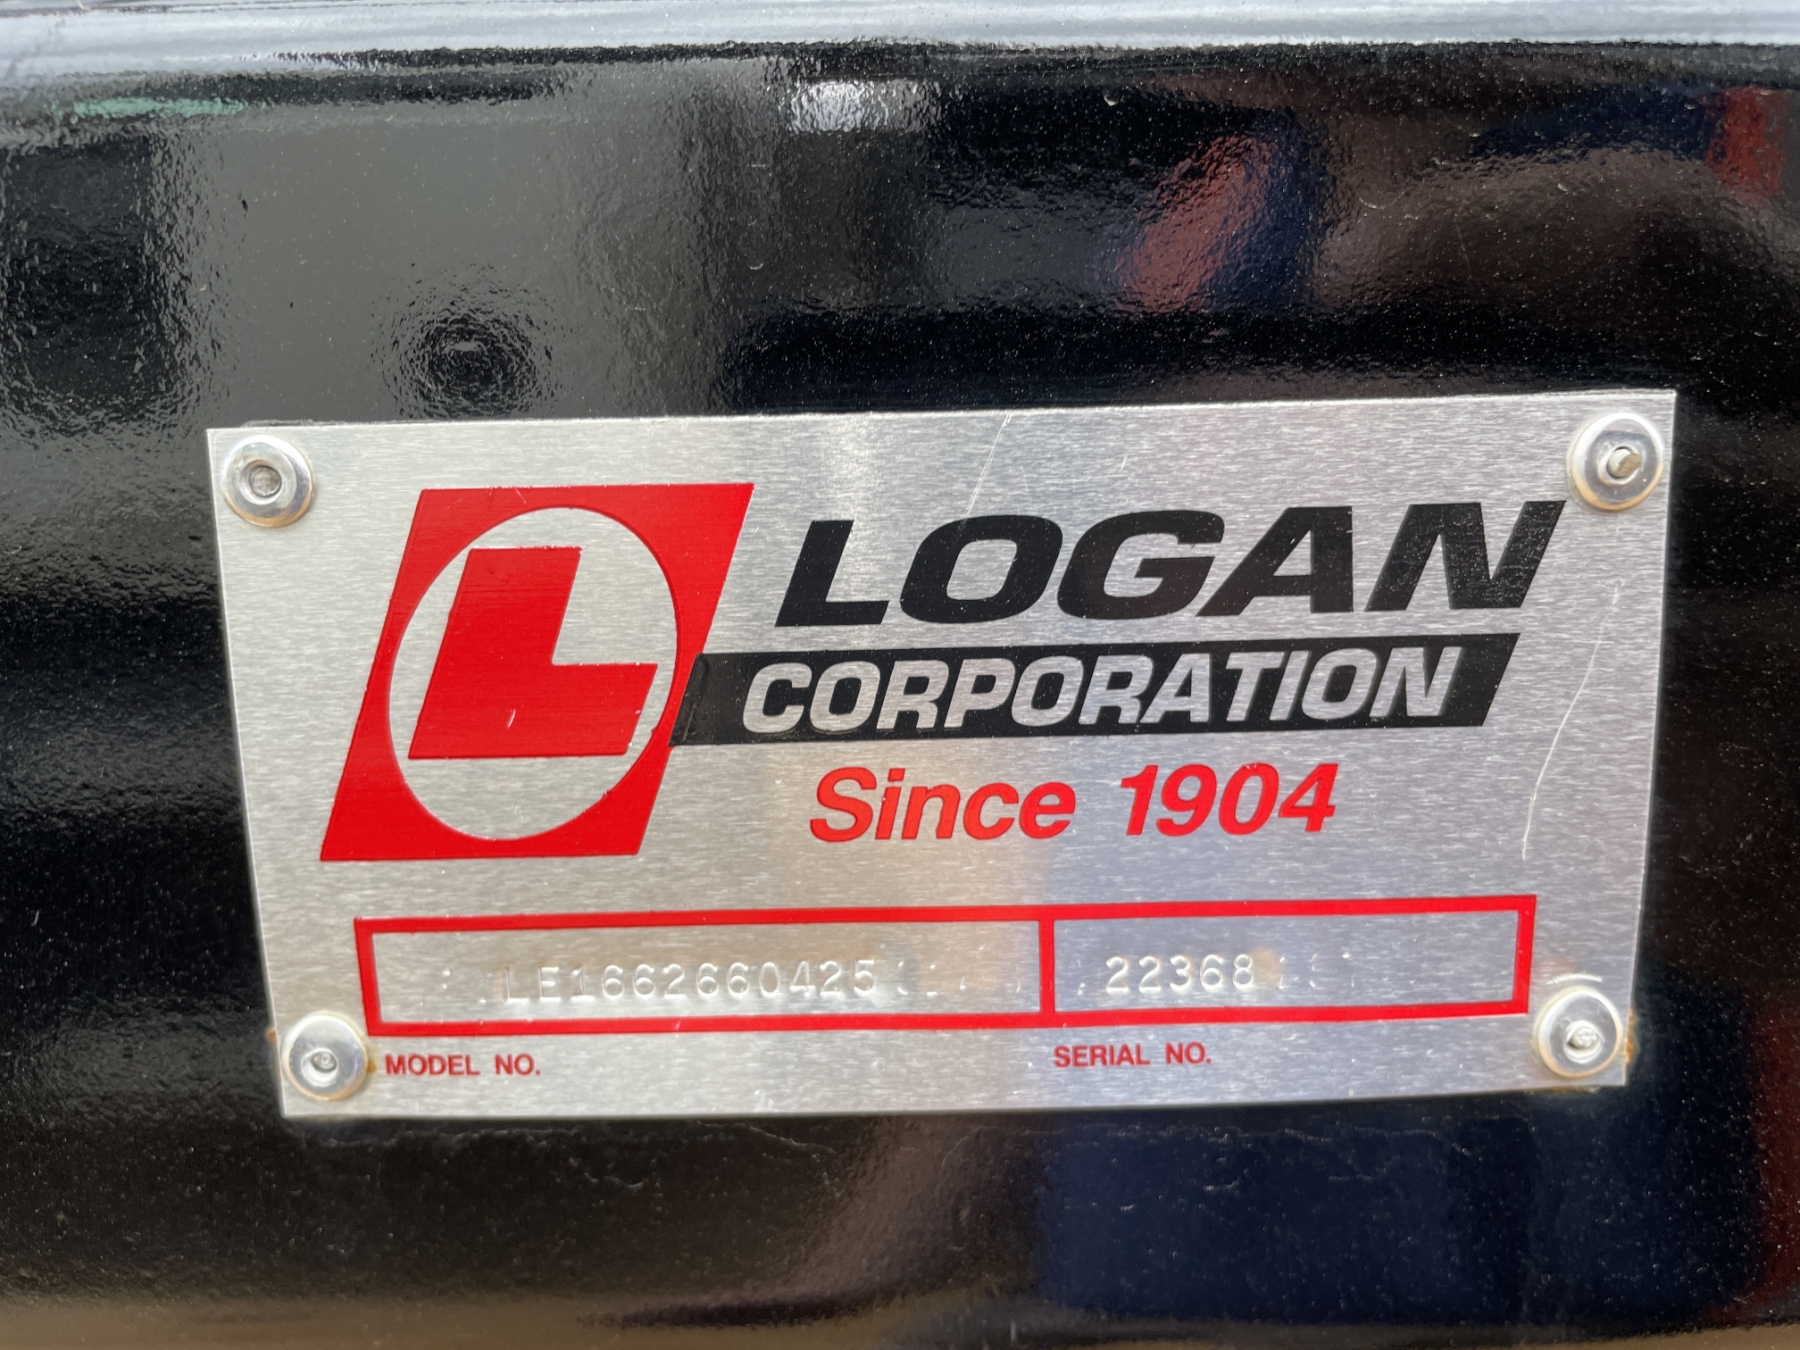 L
LOGAN
CORPORATION
Since 1904
LE1662660425
22368
MODEL NO.
SERIAL NO.